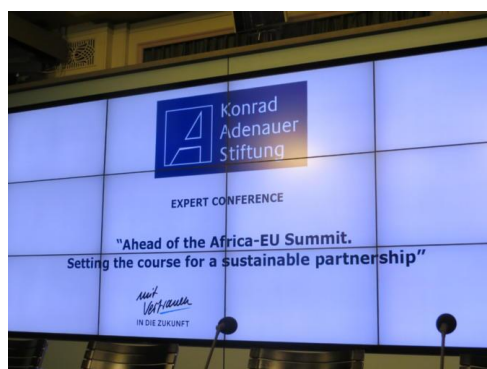 Konrad
Adenauer
Stiftung
EXPERT CONFERENCE
"Ahead of the Africa-EU Summit.
Setting the course for a sustainable partnership"
mit
Vertrauen
IN DIE ZUKUNFT